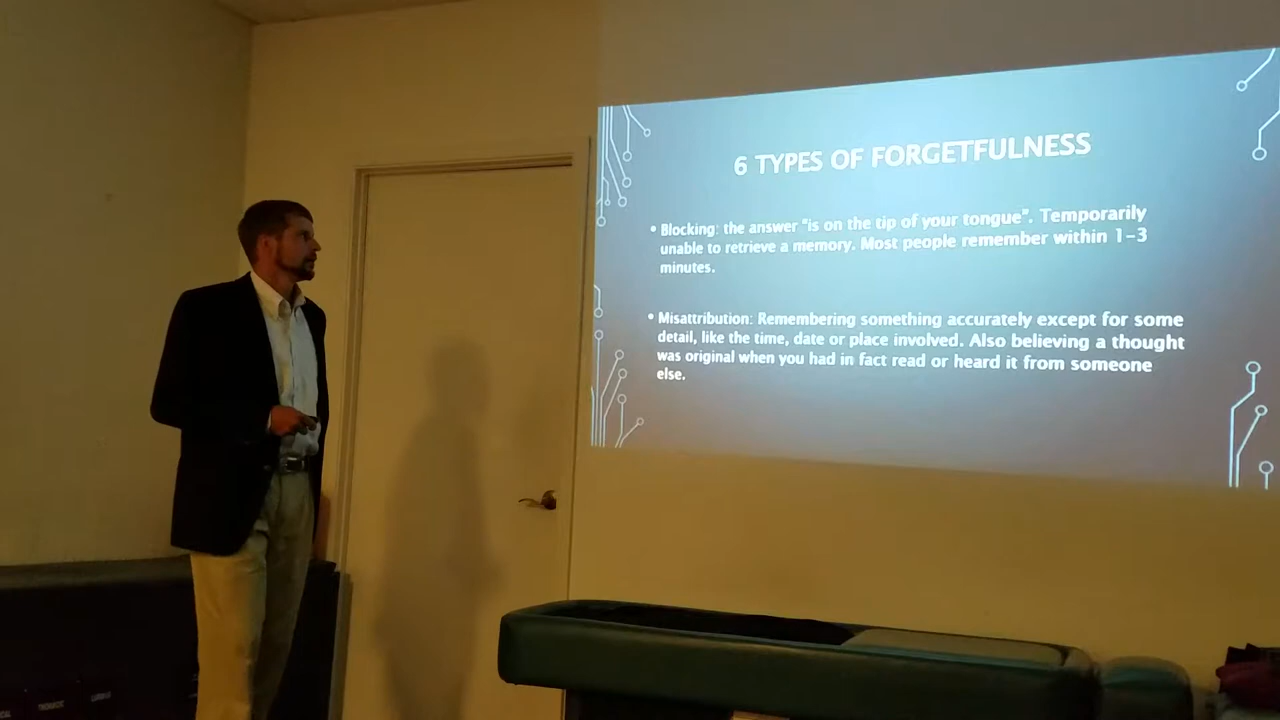 6 TYPES OF FORGETFULNESS
• Blocking: the answer "is on the tip of your tongue". Temporarily
unable to retrieve a memory. Most people remember within 1-3
minutes.
• Misattribution: Remembering something accurately except for some
detail, like the time, date or place involved. Also believing a thought
was original when you had in fact read or heard it from someone
else.
THORACIC